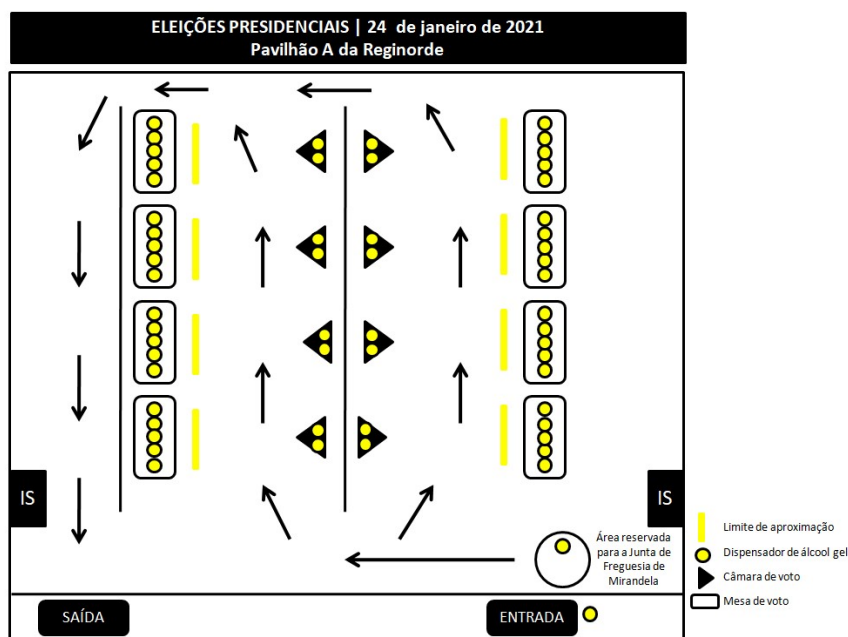 ELEIÇÕES PRESIDENCIAIS | 24 de janeiro de 2021
Pavilhão A da Reginorde
IS
IS
Área reservada
para a Junta de
Freguesia de
Mirandela
Limite de aproximação
Dispensador de álcool gel
Câmara de voto
Mesa de voto
SAÍDA
ENTRADA